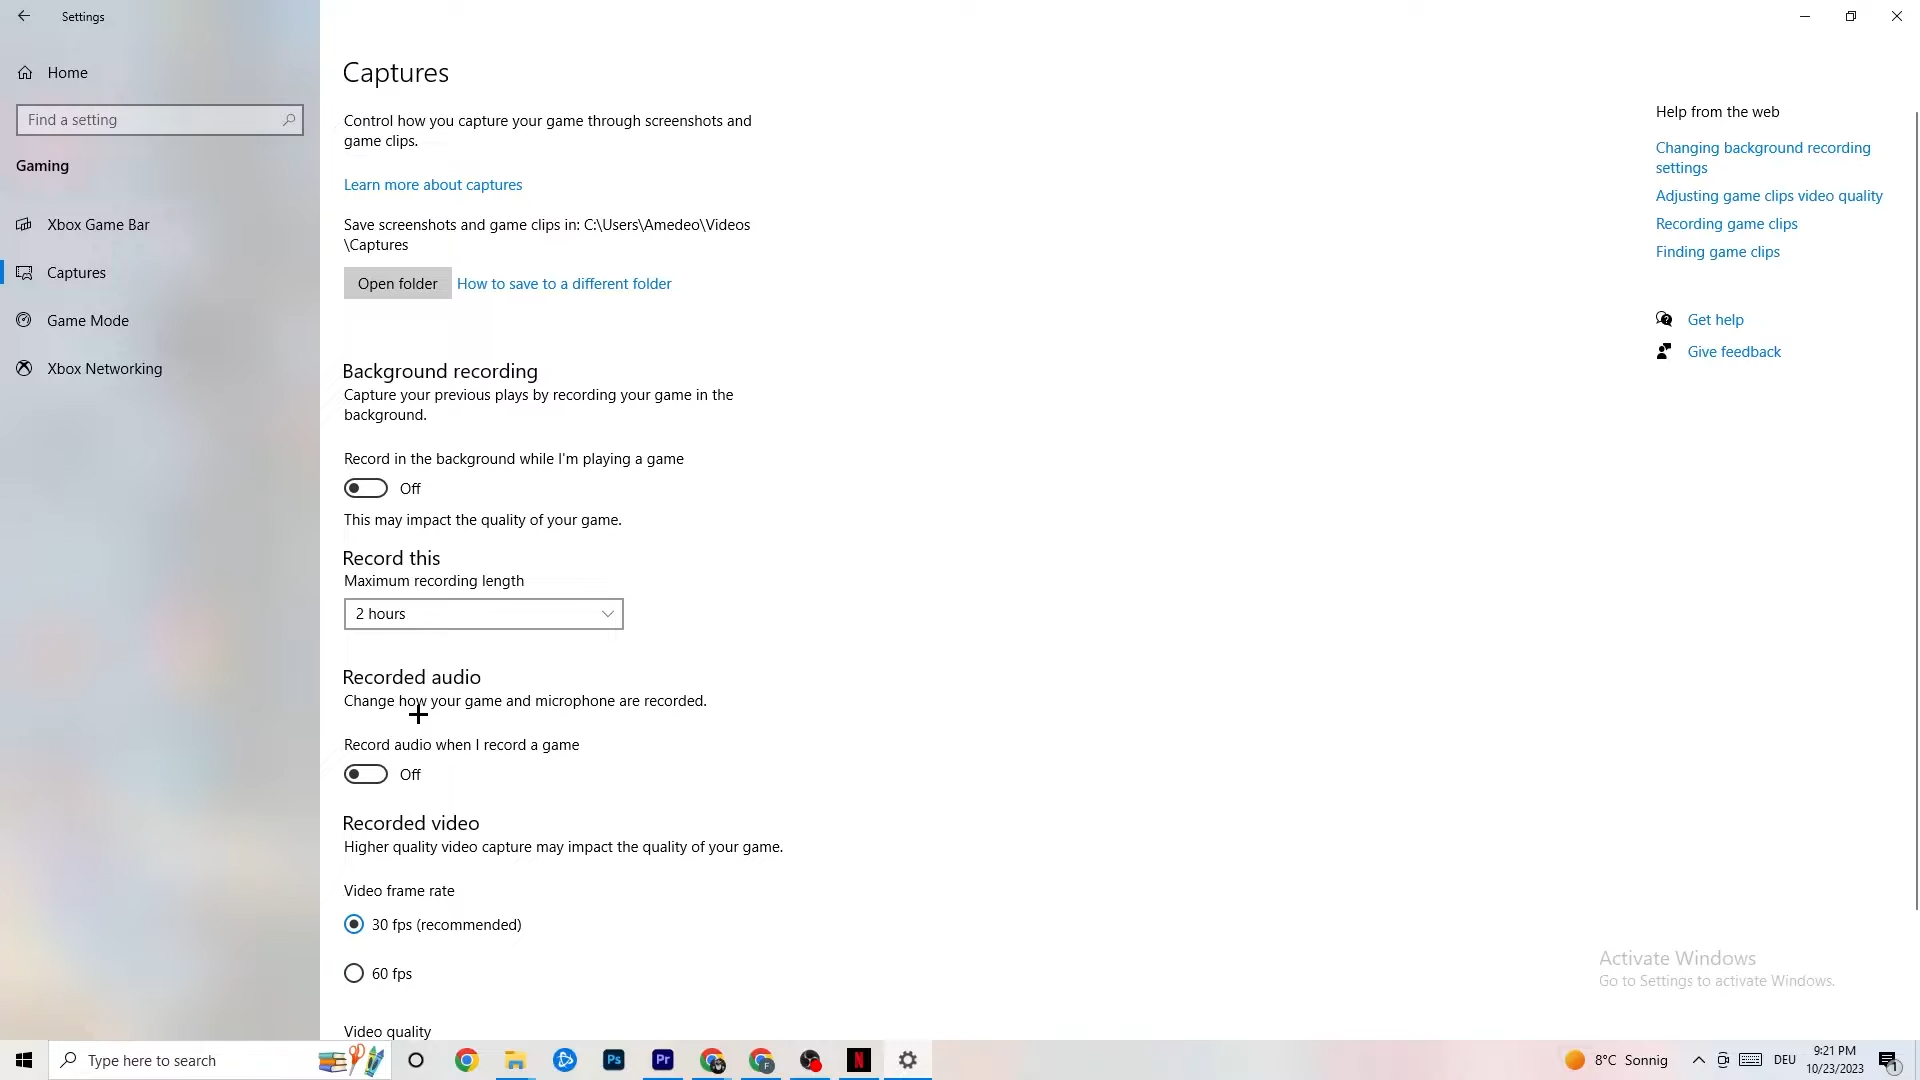 Settings
Home
Find a setting
Gaming
Xbox Game Bar
Captures
Game Mode
Xbox Networking
Captures
Control how you capture your game through screenshots and
game clips.
Learn more about captures
Save screenshots and game clips in: C:\Users\Amedeo\Videos
\Captures
Open folder
How to save to a different folder
Background recording
Capture your previous plays by recording your game in the
background.
Record in the background while I'm playing a game
Off
This may impact the quality of your game.
Record this
Maximum recording length
2 hours
Recorded audio
Change how your game and microphone are recorded.
Record audio when I record a game
Off
Recorded video
Higher quality video capture may impact the quality of your game.
Video frame rate
30 fps (recommended)
60 fps
Video quality
Help from the web
Changing background recording
settings
Adjusting game clips video quality
Recording game clips
Finding game clips
Get help
Give feedback
Activate Windows
Go to Settings to activate Windows.
Type here to search
Ps
Pr
F
N
8°C Sonnig
DEU
9:21 PM
10/23/2023
1